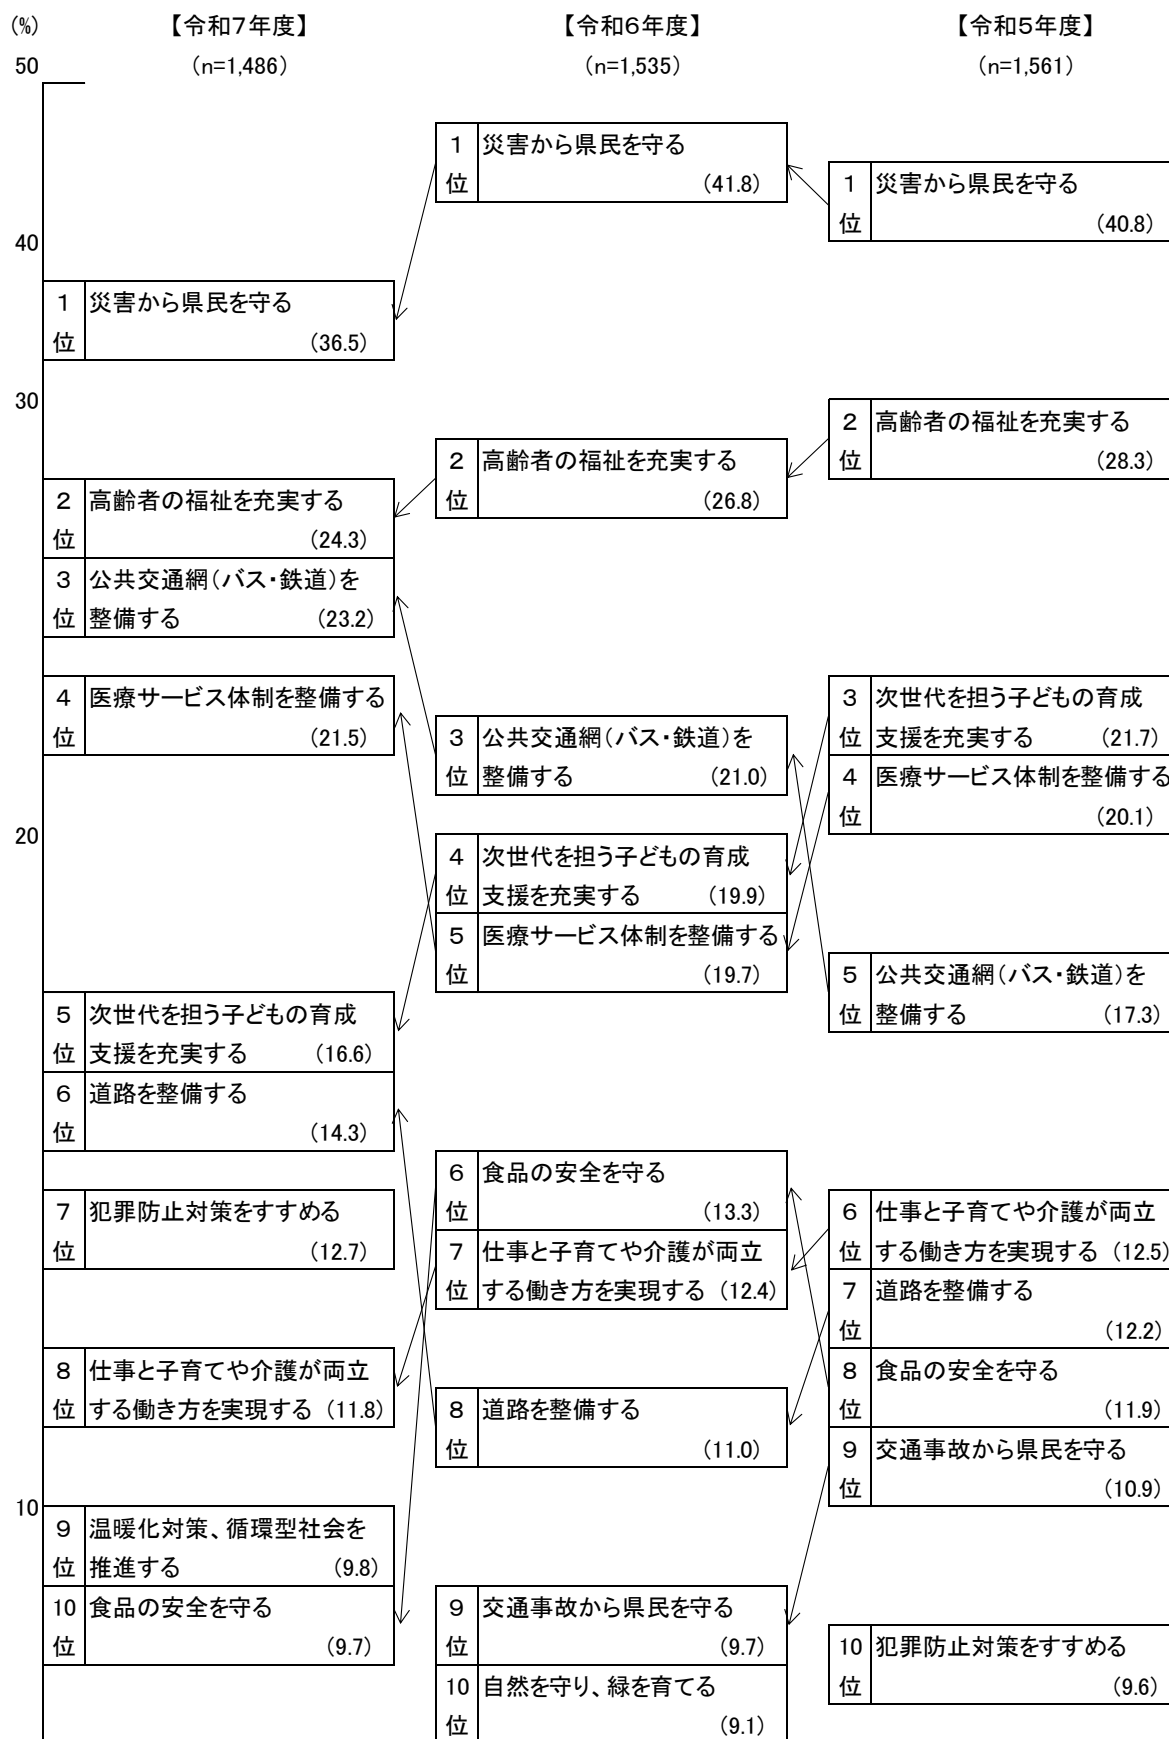 (%)
【令和７年度】
【令和６年度】
【令和５年度】
(n=1,486)
(n=1,535)
(n=1,561)
50
40
30
20
10
1位
災害から県民を守る
(36.5)
2位
高齢者の福祉を充実する
(24.3)
3位
公共交通網(バス・鉄道)を
整備する (23.2)
4位
医療サービス体制を整備する
(21.5)
5位
次世代を担う子どもの育成
支援を充実する (16.6)
6位
道路を整備する
(14.3)
7位
犯罪防止対策をすすめる
(12.7)
8位
仕事と子育てや介護が両立
する働き方を実現する (11.8)
9位
温暖化対策、循環型社会を
推進する (9.8)
10位
食品の安全を守る
(9.7)
1位
災害から県民を守る
(41.8)
2位
高齢者の福祉を充実する
(26.8)
3位
公共交通網(バス・鉄道)を
整備する (21.0)
4位
次世代を担う子どもの育成
支援を充実する (19.9)
5位
医療サービス体制を整備する
(19.7)
6位
食品の安全を守る
(13.3)
7位
仕事と子育てや介護が両立
する働き方を実現する (12.4)
8位
道路を整備する
(11.0)
9位
交通事故から県民を守る
(9.7)
10位
自然を守り、緑を育てる
(9.1)
1位
災害から県民を守る
(40.8)
2位
高齢者の福祉を充実する
(28.3)
3位
次世代を担う子どもの育成
支援を充実する (21.7)
4位
医療サービス体制を整備する
(20.1)
5位
公共交通網(バス・鉄道)を
整備する (17.3)
6位
仕事と子育てや介護が両立
する働き方を実現する (12.5)
7位
道路を整備する
(12.2)
8位
食品の安全を守る
(11.9)
9位
交通事故から県民を守る
(10.9)
10位
犯罪防止対策をすすめる
(9.6)